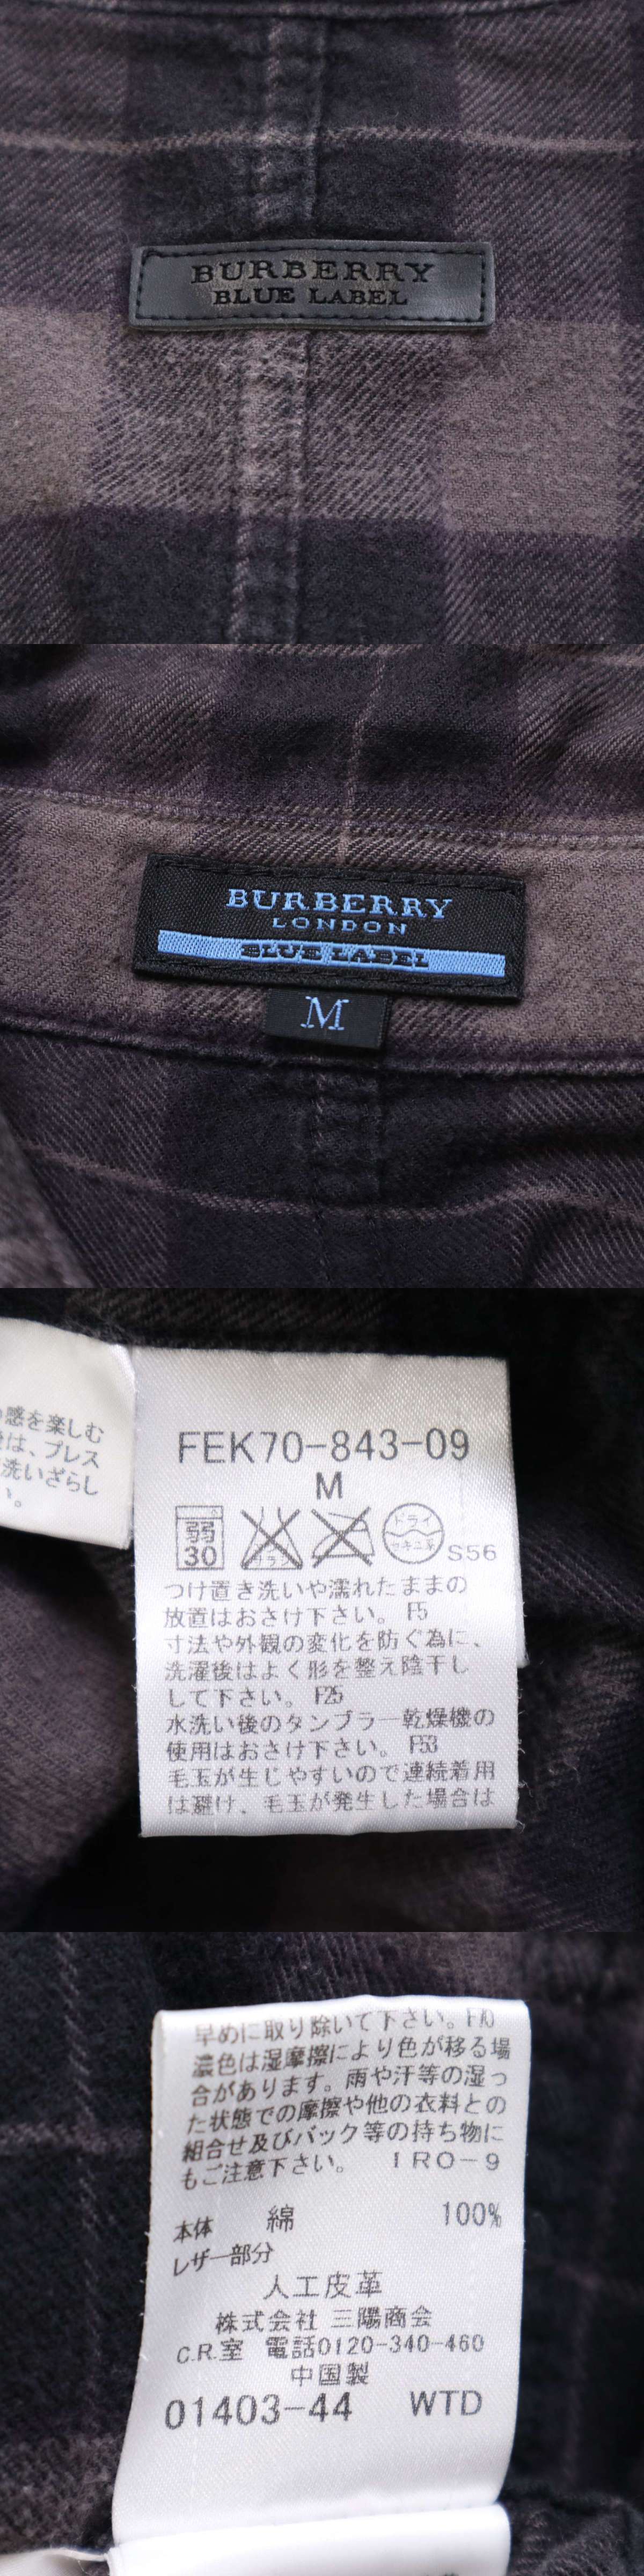 BURBERRY
BLUE LABEL
BURBERRY
LONDON
BLUE LABEL
M
感を楽しむ
は、プレス
洗いざらし
い。
FEK70-843-09
M
弱
30
サラシ
ドライ
セキユ系
S56
つけ置き洗いや濡れたままの
放置はおさけ下さい。 F5
寸法や外観の変化を防ぐ為に、
洗濯後はよく形を整え陰干し
して下さい。 F25
水洗い後のタンブラー乾燥機の
使用はおさけ下さい。 F53
毛玉が生じやすいので連続着用
は避け、毛玉が発生した場合は
早めに取り除いて下さい。F70
濃色は湿摩擦により色が移る場
合があります。雨や汗等の湿っ
た状態での摩擦や他の衣料との
組合せ及びバック等の持ち物に
もご注意下さい。 IRO-9
本体 綿 100%
レザー部分
人工皮革
株式会社 三陽商会
C.R.室 電話0120-340-460
中国製
01403-44 WTD